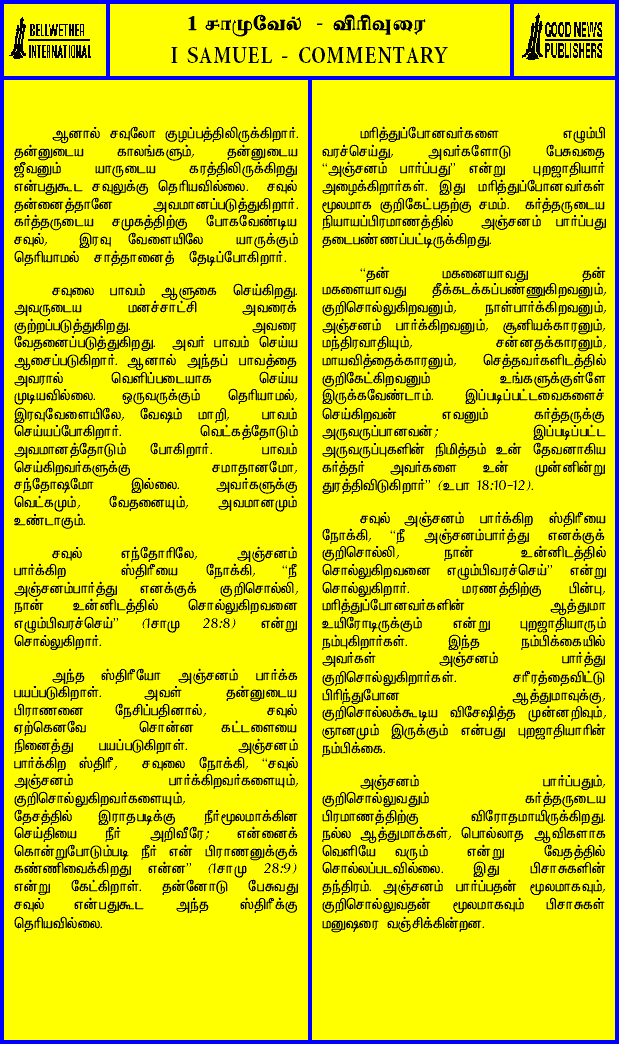 BELLWETHER
INTERNATIONAL
1 சாமுவேல் - விரிவுரை
I SAMUEL - COMMENTARY
GOOD NEWS
PUBLISHERS
ஆனால் சவுலோ குழப்பத்திலிருக்கிறார்.
தன்னுடைய காலங்களும், தன்னுடைய
ஜீவனும் யாருடைய கரத்திலிருக்கிறது
என்பதுகூட சவுலுக்கு தெரியவில்லை. சவுல்
தன்னைத்தானே அவமானப்படுத்துகிறார்.
கர்த்தருடைய சமுகத்திற்கு போகவேண்டிய
சவுல், இரவு வேளையிலே யாருக்கும்
தெரியாமல் சாத்தானைத் தேடிப்போகிறார்.
சவுலை பாவம் ஆளுகை செய்கிறது.
அவருடைய மனச்சாட்சி அவரைக்
குற்றப்படுத்துகிறது. அவரை
வேதனைப்படுத்துகிறது. அவர் பாவம் செய்ய
ஆசைப்படுகிறார். ஆனால் அந்தப் பாவத்தை
அவரால் வெளிப்படையாக செய்ய
முடியவில்லை. ஒருவருக்கும் தெரியாமல்,
இரவுவேளையிலே, வேஷம் மாறி, பாவம்
செய்யப்போகிறார். வெட்கத்தோடும்
அவமானத்தோடும் போகிறார். பாவம்
செய்கிறவர்களுக்கு சமாதானமோ,
சந்தோஷமோ இல்லை. அவர்களுக்கு
வெட்கமும், வேதனையும், அவமானமும்
உண்டாகும்.
சவுல் எந்தோரிலே, அஞ்சனம்
பார்க்கிற ஸ்திரீயை நோக்கி, “நீ
அஞ்சனம்பார்த்து எனக்குக் குறிசொல்லி,
நான் உன்னிடத்தில் சொல்லுகிறவனை
எழும்பிவரச்செய்” (1சாமு 28:8) என்று
சொல்லுகிறார்.
அந்த ஸ்திரீயோ அஞ்சனம் பார்க்க
பயப்படுகிறாள். அவள் தன்னுடைய
பிராணனை நேசிப்பதினால், சவுல்
ஏற்கெனவே சொன்ன கட்டளையை
நினைத்து பயப்படுகிறாள். அஞ்சனம்
பார்க்கிற ஸ்திரீ, சவுலை நோக்கி, “சவுல்
அஞ்சனம் பார்க்கிறவர்களையும்,
குறிசொல்லுகிறவர்களையும்,
தேசத்தில் இராதபடிக்கு நிர்மூலமாக்கின
செய்தியை நீர் அறிவீரே; என்னைக்
கொன்றுபோடும்படி நீர் என் பிராணனுக்குக்
கண்ணிவைக்கிறது என்ன” (1சாமு 28:9)
என்று கேட்கிறாள். தன்னோடு பேசுவது
சவுல் என்பதுகூட அந்த ஸ்திரீக்கு
தெரியவில்லை.
மரித்துப்போனவர்களை எழும்பி
வரச்செய்து, அவர்களோடு பேசுவதை
“அஞ்சனம் பார்ப்பது” என்று புறஜாதியார்
அழைக்கிறார்கள். இது மரித்துப்போனவர்கள்
மூலமாக குறிகேட்பதற்கு சமம். கர்த்தருடைய
நியாயப்பிரமாணத்தில் அஞ்சனம் பார்ப்பது
தடைபண்ணப்பட்டிருக்கிறது.
“தன் மகனையாவது தன்
மகளையாவது தீக்கடக்கப்பண்ணுகிறவனும்,
குறிசொல்லுகிறவனும், நாள்பார்க்கிறவனும்,
அஞ்சனம் பார்க்கிறவனும், சூனியக்காரனும்,
மந்திரவாதியும், சன்னதக்காரனும்,
மாயவித்தைக்காரனும், செத்தவர்களிடத்தில்
குறிகேட்கிறவனும் உங்களுக்குள்ளே
இருக்கவேண்டாம். இப்படிப்பட்டவைகளைச்
செய்கிறவன் எவனும் கர்த்தருக்கு
அருவருப்பானவன்; இப்படிப்பட்ட
அருவருப்புகளின் நிமித்தம் உன் தேவனாகிய
கர்த்தர் அவர்களை உன் முன்னின்று
துரத்திவிடுகிறார்” (உபா 18:10-12).
சவுல் அஞ்சனம் பார்க்கிற ஸ்திரீயை
நோக்கி, “நீ அஞ்சனம்பார்த்து எனக்குக்
குறிசொல்லி, நான் உன்னிடத்தில்
சொல்லுகிறவனை எழும்பிவரச்செய்” என்று
சொல்லுகிறார். மரணத்திற்கு பின்பு,
மரித்துப்போனவர்களின் ஆத்துமா
உயிரோடிருக்கும் என்று புறஜாதியாரும்
நம்புகிறார்கள். இந்த நம்பிக்கையில்
அவர்கள் அஞ்சனம் பார்த்து
குறிசொல்லுகிறார்கள். சரீரத்தைவிட்டு
பிரிந்துபோன ஆத்துமாவுக்கு,
குறிசொல்லக்கூடிய விசேஷித்த முன்னறிவும்,
ஞானமும் இருக்கும் என்பது புறஜாதியாரின்
நம்பிக்கை.
அஞ்சனம் பார்ப்பதும்,
குறிசொல்லுவதும் கர்த்தருடைய
பிரமாணத்திற்கு விரோதமாயிருக்கிறது.
நல்ல ஆத்துமாக்கள், பொல்லாத ஆவிகளாக
வெளியே வரும் என்று வேதத்தில்
சொல்லப்படவில்லை. இது பிசாசுகளின்
தந்திரம். அஞ்சனம் பார்ப்பதன் மூலமாகவும்,
குறிசொல்லுவதன் மூலமாகவும் பிசாசுகள்
மனுஷரை வஞ்சிக்கின்றன.